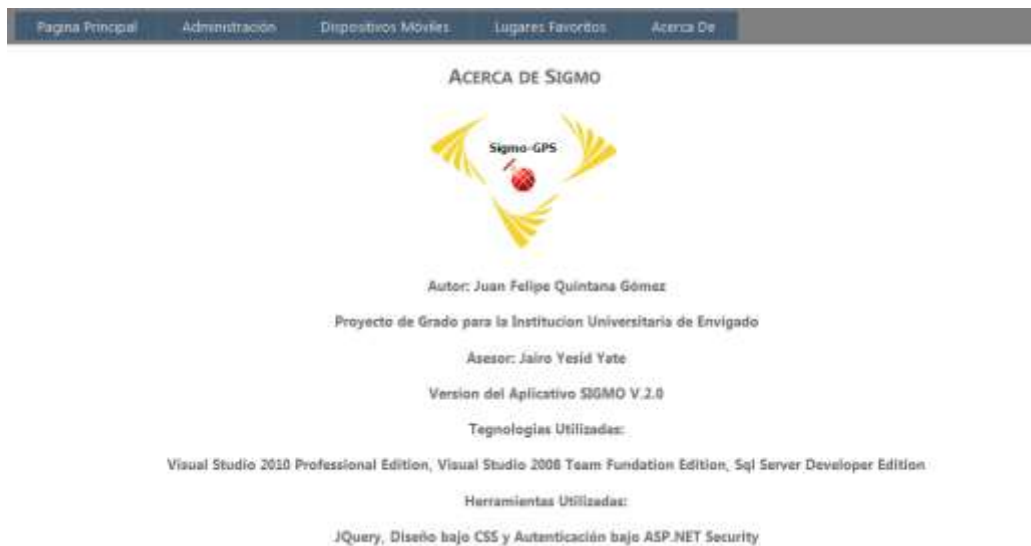 Pagina Principal Administración Dispositivos Móviles Lugares Favoritos Acerca De
ACERCA DE SIGMO
Sigmo-GPS
Autor: Juan Felipe Quintana Gómez
Proyecto de Grado para la Institucion Universitaria de Envigado
Asesor: Jairo Yesid Yate
Version del Aplicativo SIGMO V.2.0
Tegnologias Utilizadas:
Visual Studio 2010 Professional Edition, Visual Studio 2008 Team Fundation Edition, Sql Server Developer Edition
Herramientas Utilizadas:
JQuery, Diseño bajo CSS y Autenticación bajo ASP.NET Security